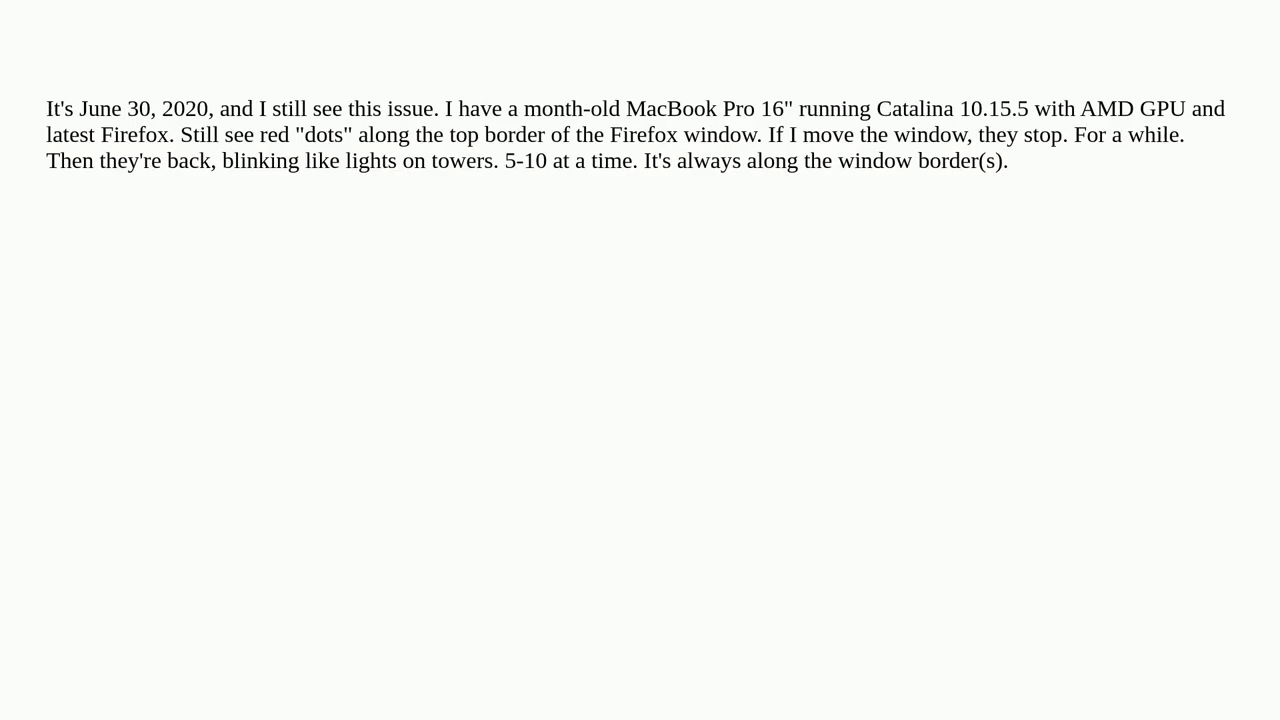 It's June 30, 2020, and I still see this issue. I have a month-old MacBook Pro 16" running Catalina 10.15.5 with AMD GPU and
latest Firefox. Still see red "dots" along the top border of the Firefox window. If I move the window, they stop. For a while.
Then they're back, blinking like lights on towers. 5-10 at a time. It's always along the window border(s).